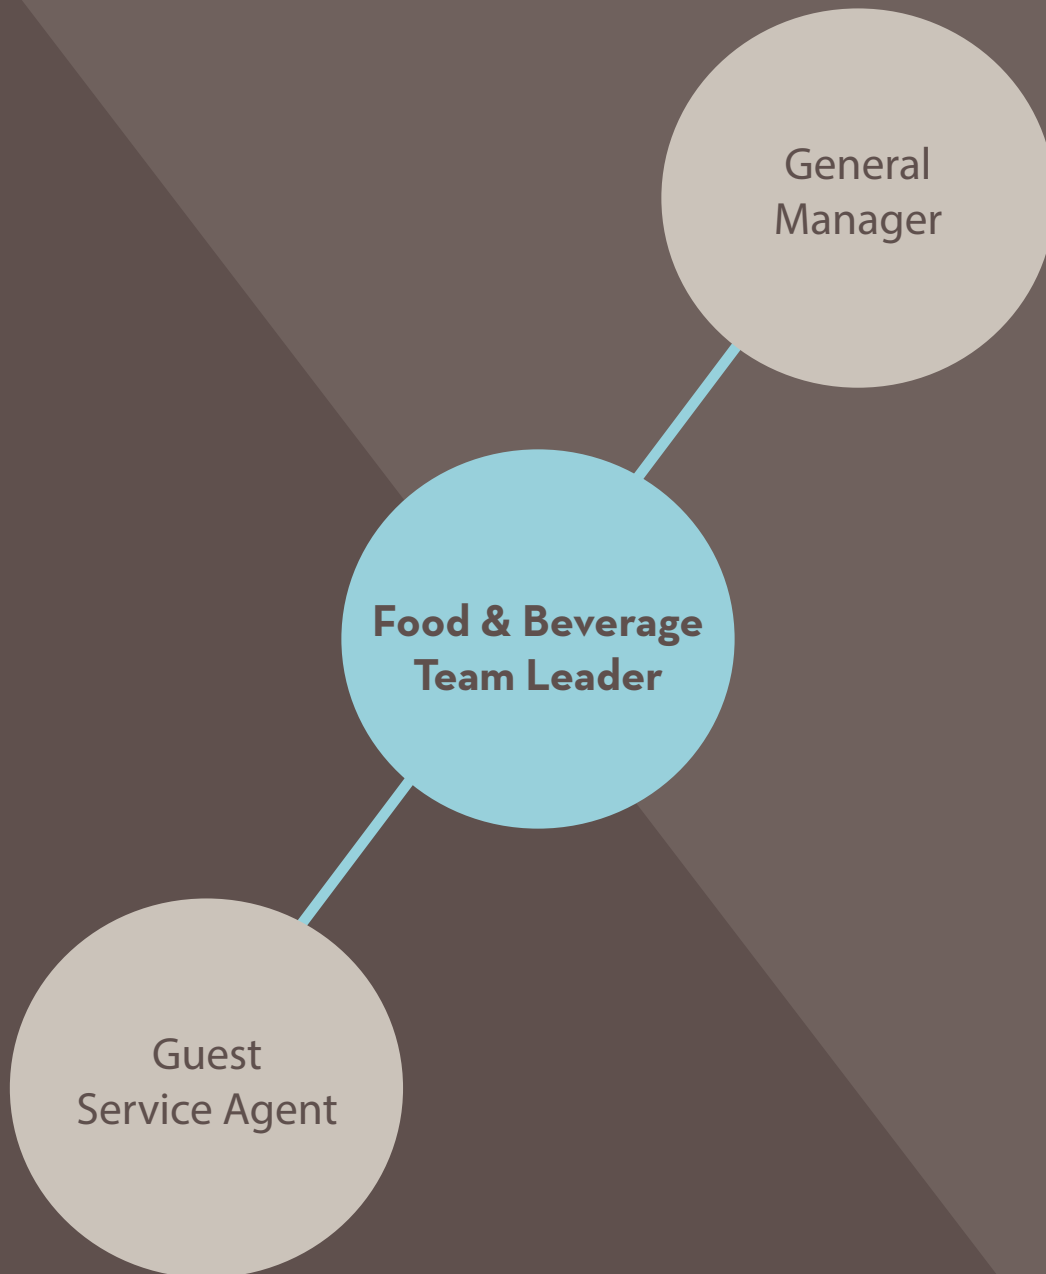 General
Manager
Food & Beverage
Team Leader
Guest
Service Agent